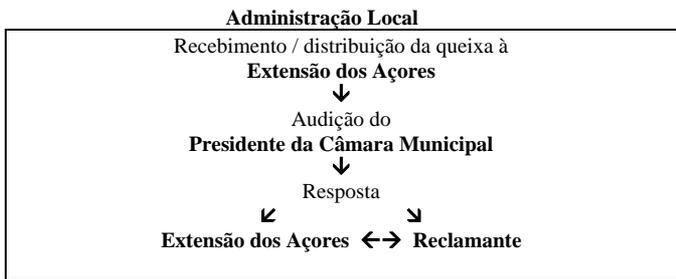 Administração Local
Recebimento / distribuição da queixa à
Extensão dos Açores
↓
Audição do
Presidente da Câmara Municipal
↓
Resposta
↙ ↘
Extensão dos Açores ←→ Reclamante